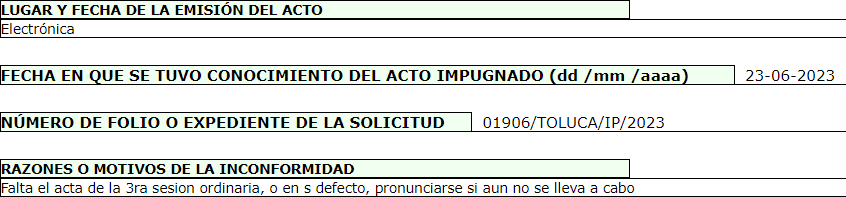 LUGAR Y FECHA DE LA EMISIÓN DEL ACTO
Electrónica
FECHA EN QUE SE TUVO CONOCIMIENTO DEL ACTO IMPUGNADO (dd /mm /aaaa) 23-06-2023
NÚMERO DE FOLIO O EXPEDIENTE DE LA SOLICITUD 01906/TOLUCA/IP/2023
RAZONES O MOTIVOS DE LA INCONFORMIDAD
Falta el acta de la 3ra sesion ordinaria, o en s defecto, pronunciarse si aun no se lleva a cabo